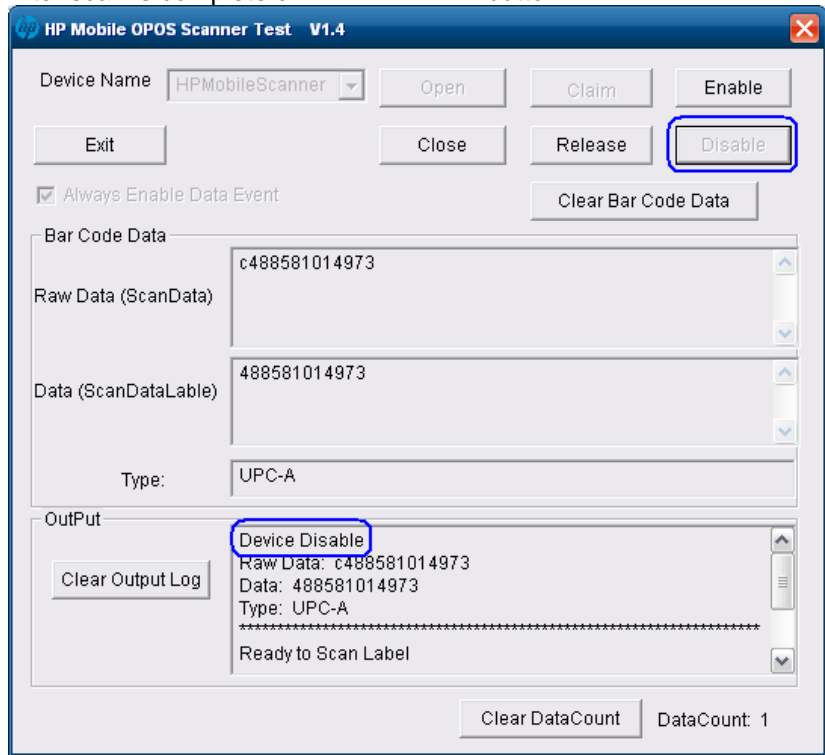 HP Mobile OPOS Scanner Test V1.4
Device Name HPMobileScanner Open Claim Enable
Exit Close Release Disable
Always Enable Data Event Clear Bar Code Data
Bar Code Data
c488581014973
Raw Data (ScanData)
488581014973
Data (ScanDataLable)
Type: UPC-A
OutPut
Device Disable
Raw Data: c488581014973
Clear Output Log
Data: 488581014973
Type: UPC-A
**********************************************************************
Ready to Scan Label
Clear DataCount DataCount: 1